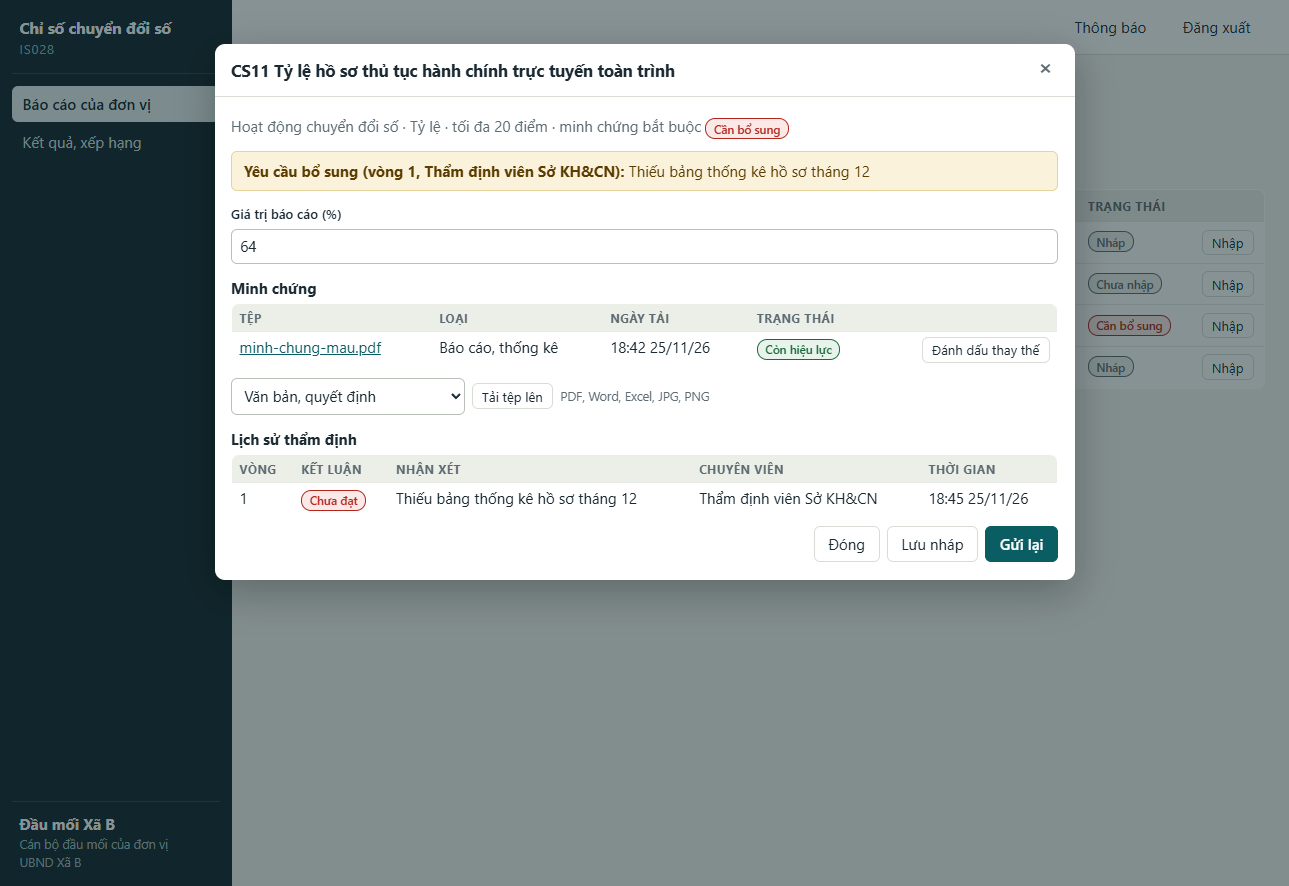 Chỉ số chuyển đổi số
IS028
Báo cáo của đơn vị
Kết quả, xếp hạng
Thông báo Đăng xuất
CS11 Tỷ lệ hồ sơ thủ tục hành chính trực tuyến toàn trình ×
Hoạt động chuyển đổi số · Tỷ lệ · tối đa 20 điểm · minh chứng bắt buộc Cần bổ sung
Yêu cầu bổ sung (vòng 1, Thẩm định viên Sở KH&CN): Thiếu bảng thống kê hồ sơ tháng 12
Giá trị báo cáo (%)
64
Minh chứng
TỆP LOẠI NGÀY TẢI TRẠNG THÁI
minh-chung-mau.pdf Báo cáo, thống kê 18:42 25/11/26 Còn hiệu lực Đánh dấu thay thế
Văn bản, quyết định Tải tệp lên PDF, Word, Excel, JPG, PNG
Lịch sử thẩm định
VÒNG KẾT LUẬN NHẬN XÉT CHUYÊN VIÊN THỜI GIAN
1 Chưa đạt Thiếu bảng thống kê hồ sơ tháng 12 Thẩm định viên Sở KH&CN 18:45 25/11/26
Đóng Lưu nháp Gửi lại
TRẠNG THÁI
Nháp Nhập
Chưa nhập Nhập
Cần bổ sung Nhập
Nháp Nhập
Đầu mối Xã B
Cán bộ đầu mối của đơn vị
UBND Xã B